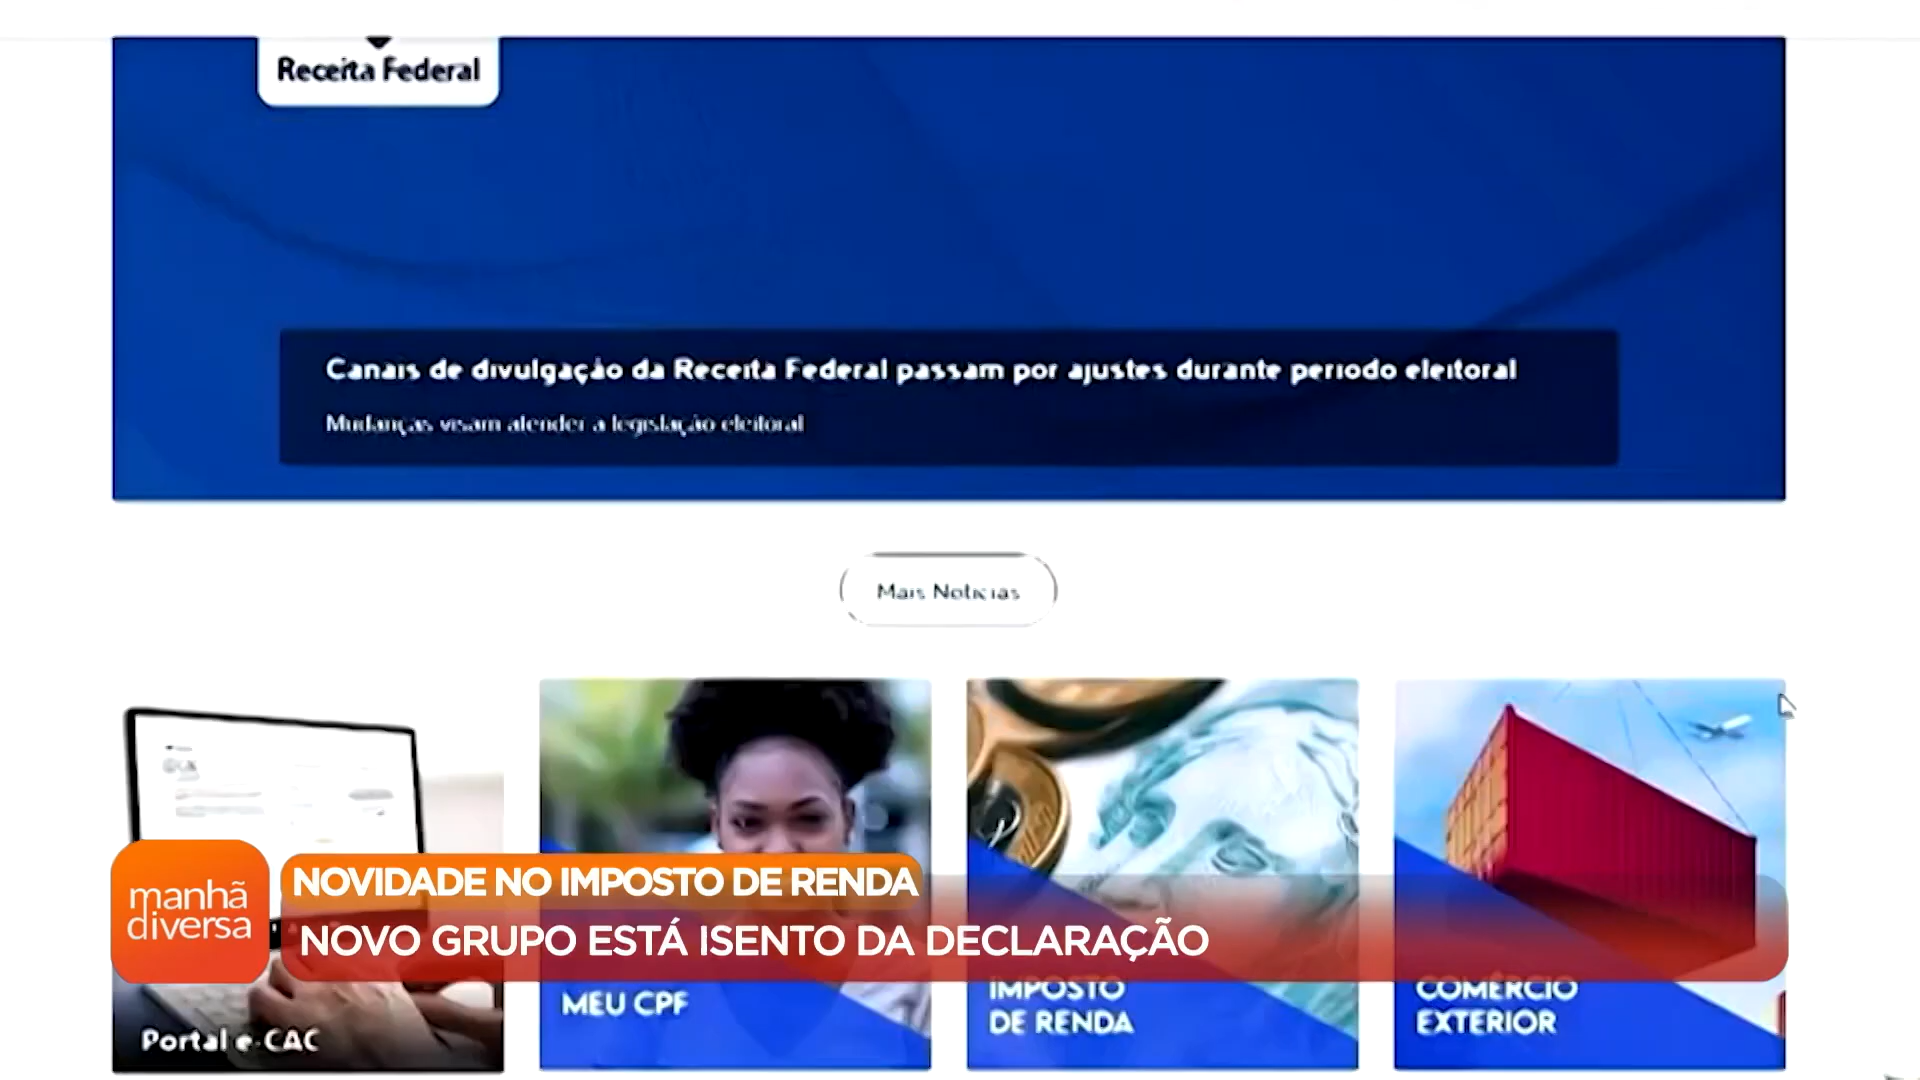 Receita Federal
Canais de divulgação da Receita Federal passam por ajustes durante período eleitoral
Mudanças visam atender a legislação eleitoral
Mais Notícias
manhã
diversa
NOVIDADE NO IMPOSTO DE RENDA
NOVO GRUPO ESTÁ ISENTO DA DECLARAÇÃO
Portal e-CAC
MEU CPF
IMPOSTO
DE RENDA
COMÉRCIO
EXTERIOR